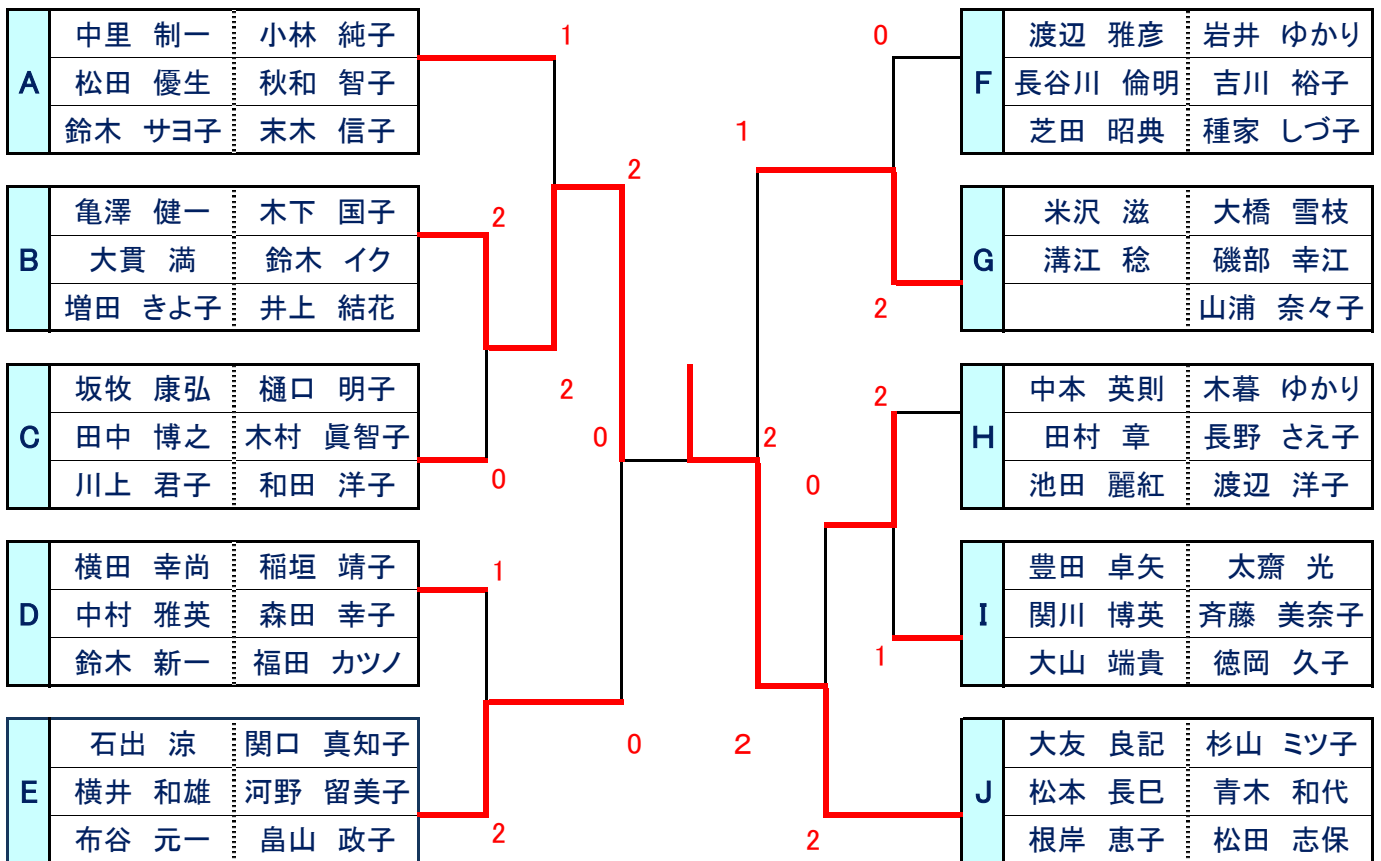 A
中里 制一 小林 純子
松田 優生 秋和 智子
鈴木 サヨ子 末木 信子
B
亀澤 健一 木下 国子
大貫 満 鈴木 イク
増田 きよ子 井上 結花
C
坂牧 康弘 樋口 明子
田中 博之 木村 眞智子
川上 君子 和田 洋子
D
横田 幸尚 稲垣 靖子
中村 雅英 森田 幸子
鈴木 新一 福田 カツノ
E
石出 涼 関口 真知子
横井 和雄 河野 留美子
布谷 元一 畠山 政子
1
2
2
2
0
0
1
0
2
0
1
2
2
2
0
1
2
2
F
渡辺 雅彦 岩井 ゆかり
長谷川 倫明 吉川 裕子
芝田 昭典 種家 しづ子
G
米沢 滋 大橋 雪枝
溝江 稔 磯部 幸江
山浦 奈々子
H
中本 英則 木暮 ゆかり
田村 章 長野 さえ子
池田 麗紅 渡辺 洋子
I
豊田 卓矢 太齋 光
関川 博英 斉藤 美奈子
大山 端貴 徳岡 久子
J
大友 良記 杉山 ミツ子
松本 長巳 青木 和代
根岸 恵子 松田 志保